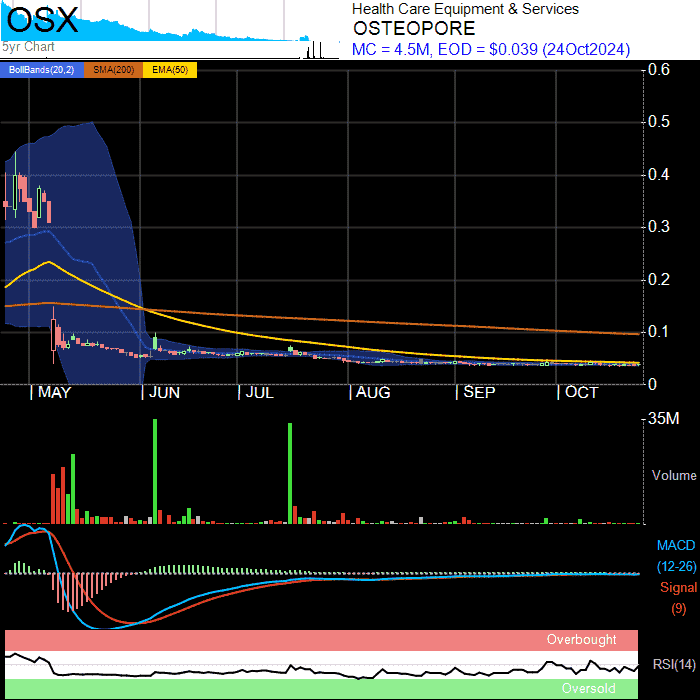 OSX
5yr Chart
Health Care Equipment & Services
OSTEOPORE
MC = 4.5M, EOD = $0.039 (24Oct2024)
BollBands(20,2) SMA(200) EMA(50)
0.6
0.5
0.4
0.3
0.2
0.1
0
| MAY | JUN | JUL | AUG | SEP | OCT
35M
Volume
MACD
(12-26)
Signal
(9)
Overbought
RSI(14)
Oversold